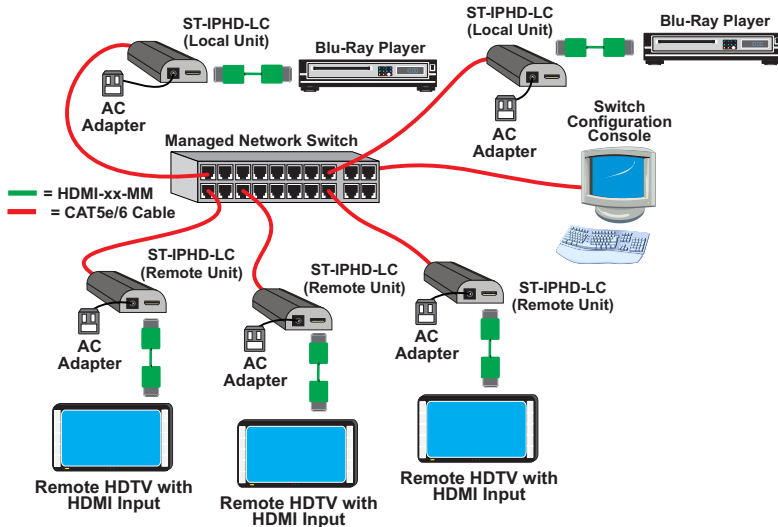 ST-IPHD-LC
(Local Unit)
Blu-Ray Player
AC
Adapter
ST-IPHD-LC
(Local Unit)
Blu-Ray Player
AC
Adapter
Switch
Configuration
Console
Managed Network Switch
= HDMI-xx-MM
= CAT5e/6 Cable
ST-IPHD-LC
(Remote Unit)
AC
Adapter
Remote HDTV with
HDMI Input
ST-IPHD-LC
(Remote Unit)
AC
Adapter
Remote HDTV with
HDMI Input
ST-IPHD-LC
(Remote Unit)
AC
Adapter
Remote HDTV with
HDMI Input